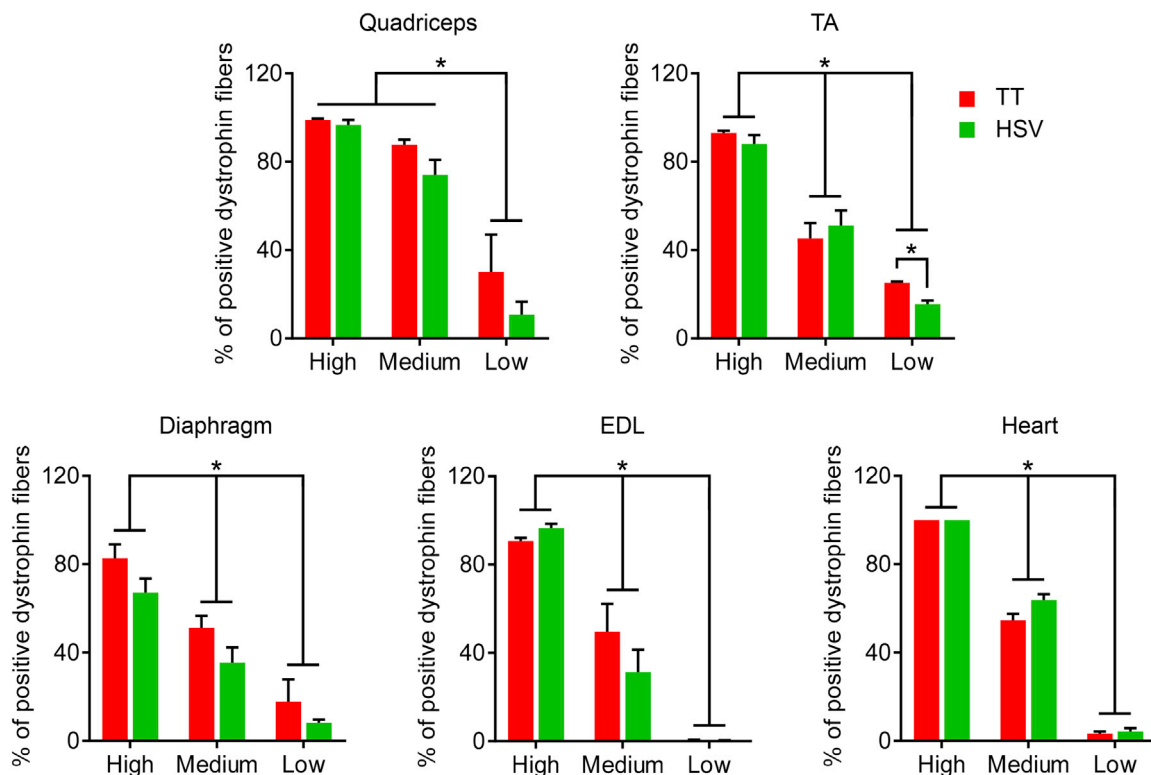 Quadriceps
% of positive dystrophin fibers
120
80
40
0
*
High Medium Low
TA
% of positive dystrophin fibers
120
80
40
0
*
*
High Medium Low
TT
HSV
Diaphragm
% of positive dystrophin fibers
120
80
40
0
*
High Medium Low
EDL
% of positive dystrophin fibers
120
80
40
0
*
High Medium Low
Heart
% of positive dystrophin fibers
120
80
40
0
*
High Medium Low